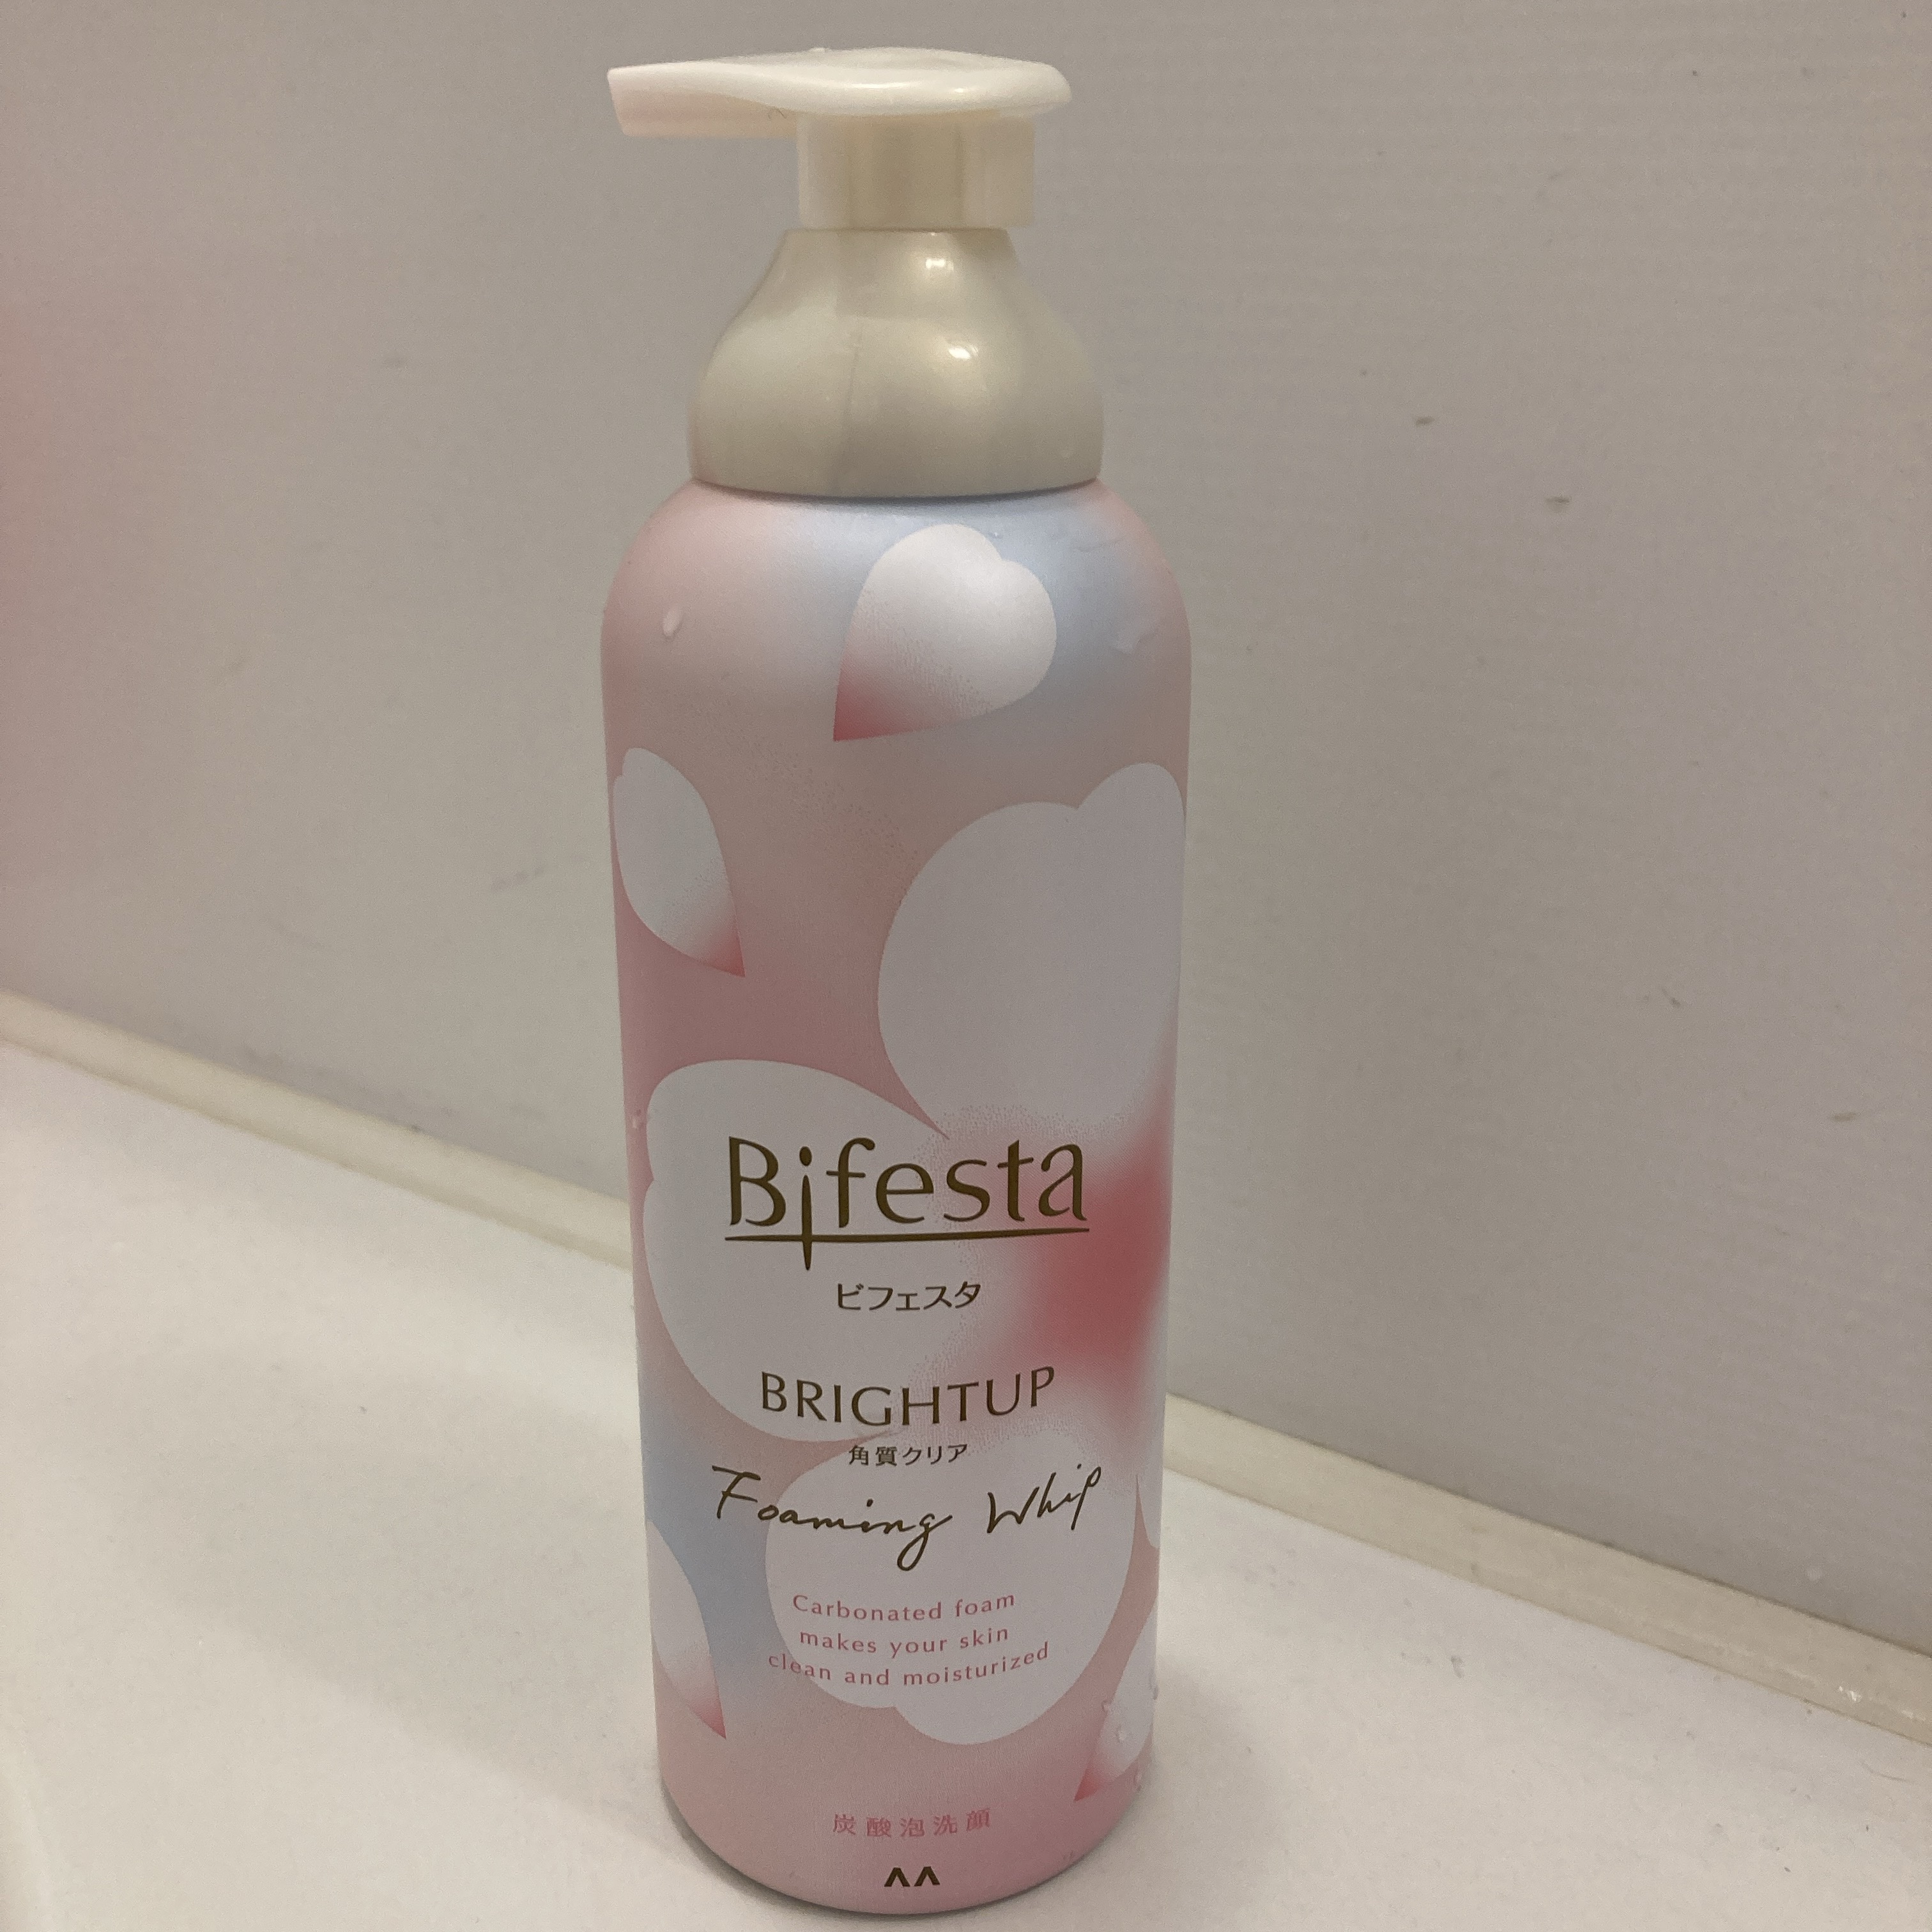 Bifesta
ビフェスタ
BRIGHTUP
角質クリア
Foaming Whip
Carbonated foam
makes your skin
clean and moisturized
炭酸泡洗顔